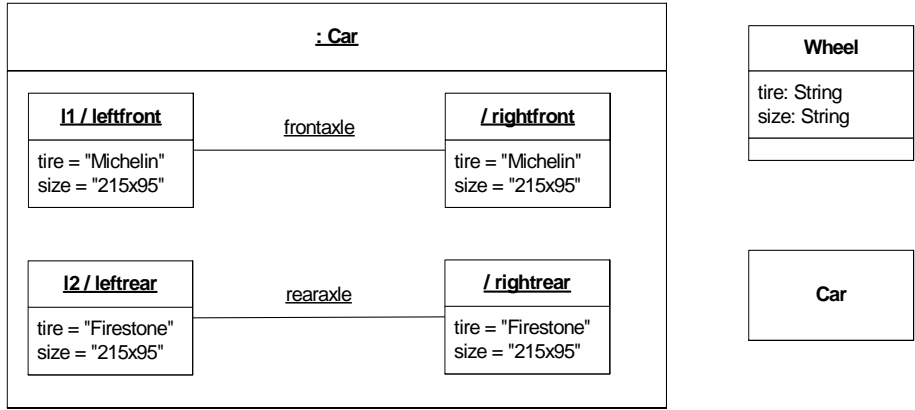 : Car
l1 / leftfront
tire = "Michelin"
size = "215x95"
frontaxle
/ rightfront
tire = "Michelin"
size = "215x95"
l2 / leftrear
tire = "Firestone"
size = "215x95"
rearaxle
/ rightrear
tire = "Firestone"
size = "215x95"
Wheel
tire: String
size: String
Car